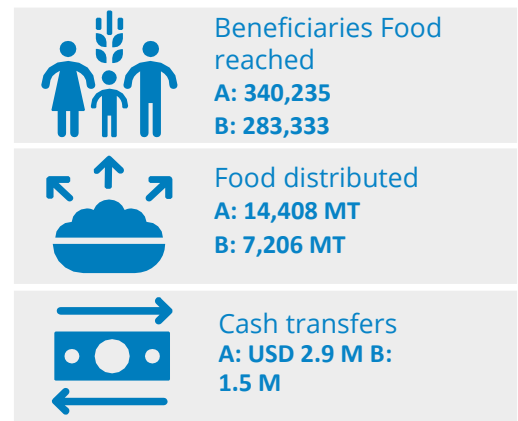 Beneficiaries Food
reached
A: 340,235
B: 283,333
Food distributed
A: 14,408 MT
B: 7,206 MT
Cash transfers
A: USD 2.9 M B:
1.5 M